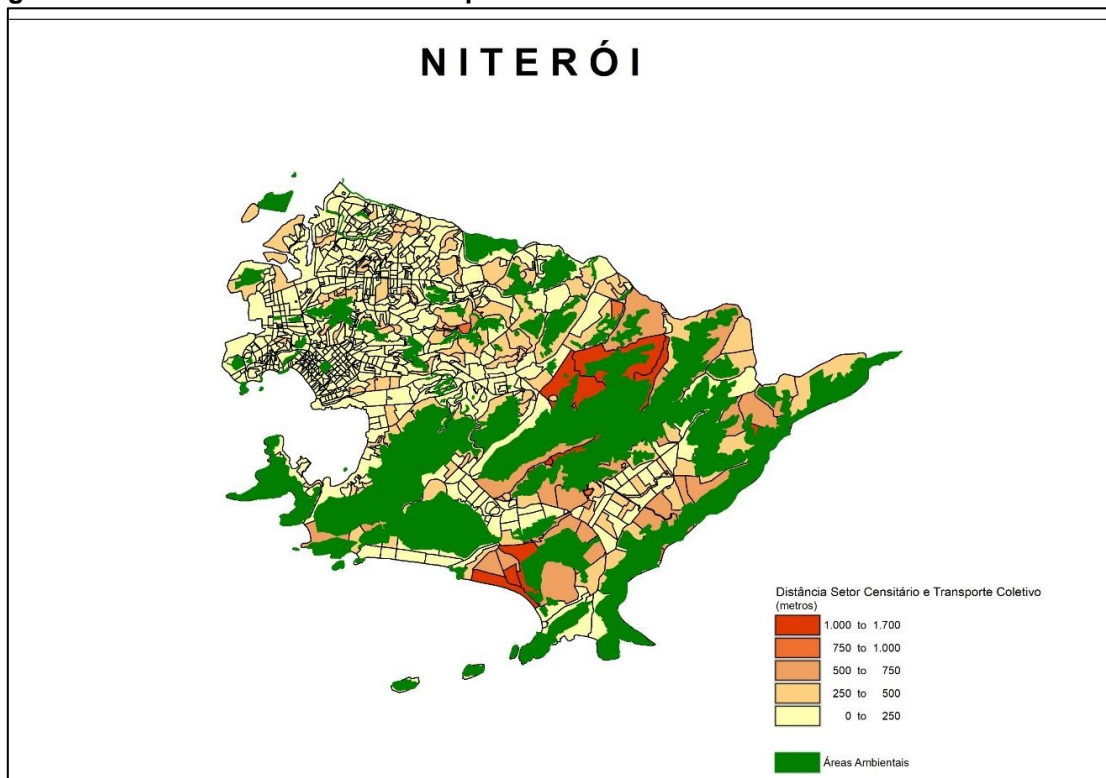 N I T E R Ó I
Distância Setor Censitário e Transporte Coletivo
(metros)
1.000 to 1.700
750 to 1.000
500 to 750
250 to 500
0 to 250
Áreas Ambientais